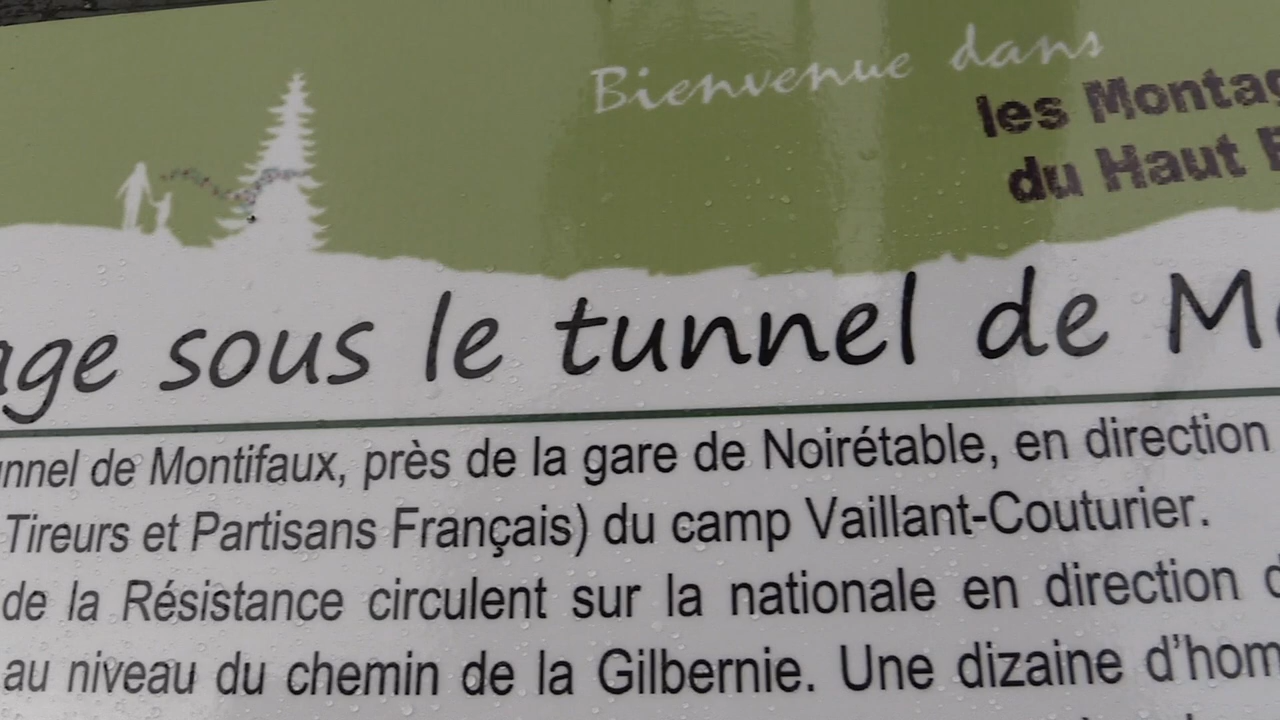 Bienvenue dans
les Montag
du Haut F
age sous le tunnel de Mo
unnel de Montifaux, près de la gare de Noirétable, en direction
Tireurs et Partisans Français) du camp Vaillant-Couturier.
de la Résistance circulent sur la nationale en direction d
au niveau du chemin de la Gilbernie. Une dizaine d'hom